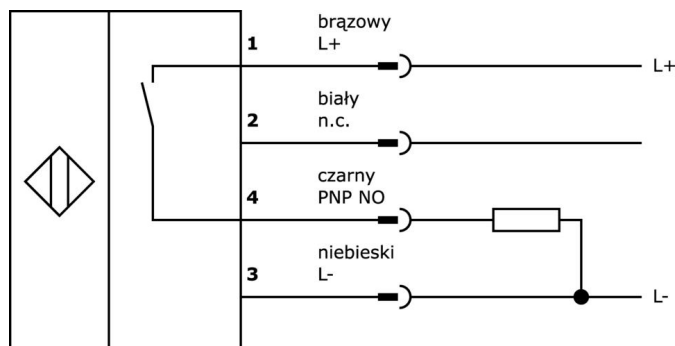 brązowy
1 L+ L+
biały
2 n.c.
czarny
4 PNP NO
niebieski
3 L- L-